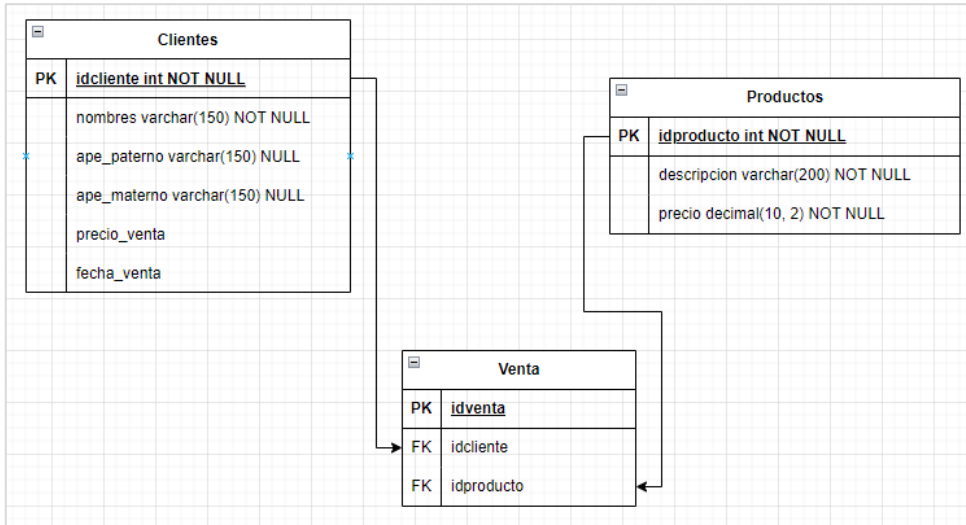 Clientes
PK idcliente int NOT NULL
nombres varchar(150) NOT NULL
ape_paterno varchar(150) NULL
ape_materno varchar(150) NULL
precio_venta
fecha_venta
Productos
PK idproducto int NOT NULL
descripcion varchar(200) NOT NULL
precio decimal(10, 2) NOT NULL
Venta
PK idventa
FK idcliente
FK idproducto